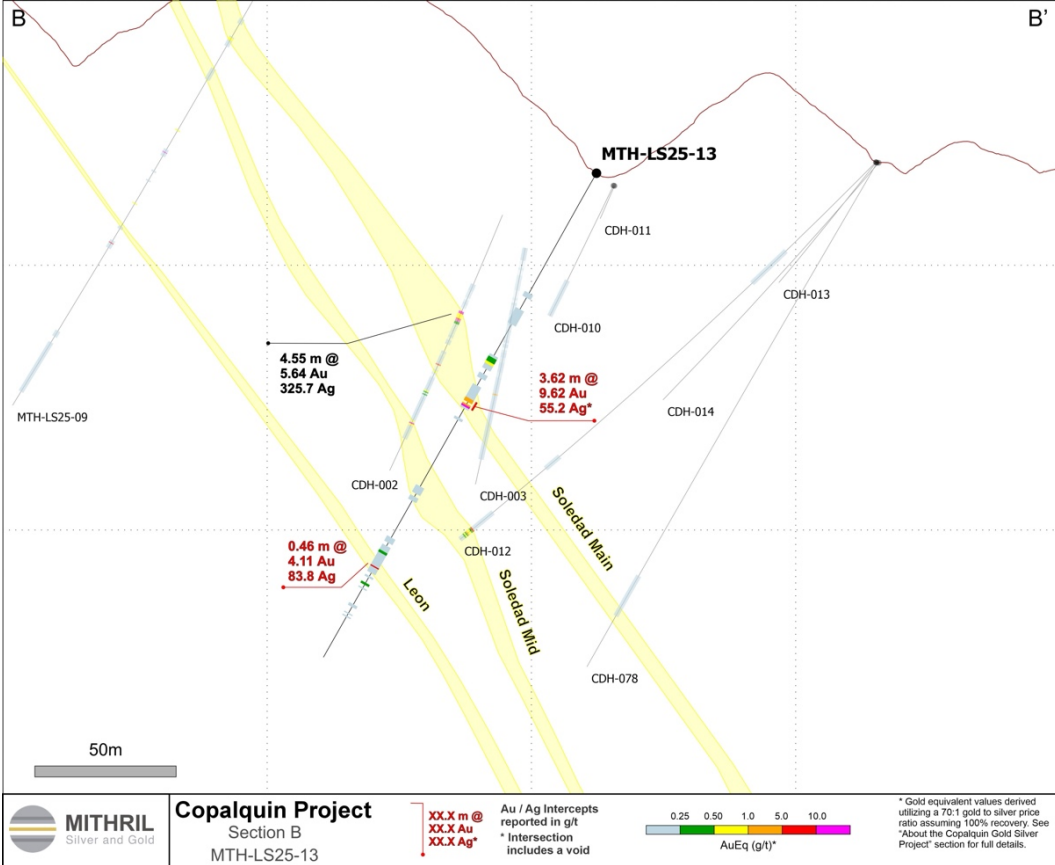 B
B'
MTH-LS25-13
CDH-011
CDH-013
CDH-010
4.55 m @
5.64 Au
325.7 Ag
3.62 m @
9.62 Au
55.2 Ag*
MTH-LS25-09
CDH-014
CDH-002
CDH-003
Soledad Main
CDH-012
0.46 m @
4.11 Au
83.8 Ag
Leon
Soledad Mid
CDH-078
50m
MITHRIL
Silver and Gold
Copalquin Project
Section B
MTH-LS25-13
XX.X m @
XX.X Au
XX.X Ag*
Au / Ag Intercepts
reported in g/t
* Intersection
includes a void
0.25 0.50 1.0 5.0 10.0
AuEq (g/t)*
* Gold equivalent values derived
utilizing a 70:1 gold to silver price
ratio assuming 100% recovery. See
"About the Copalquin Gold Silver
Project" section for full details.